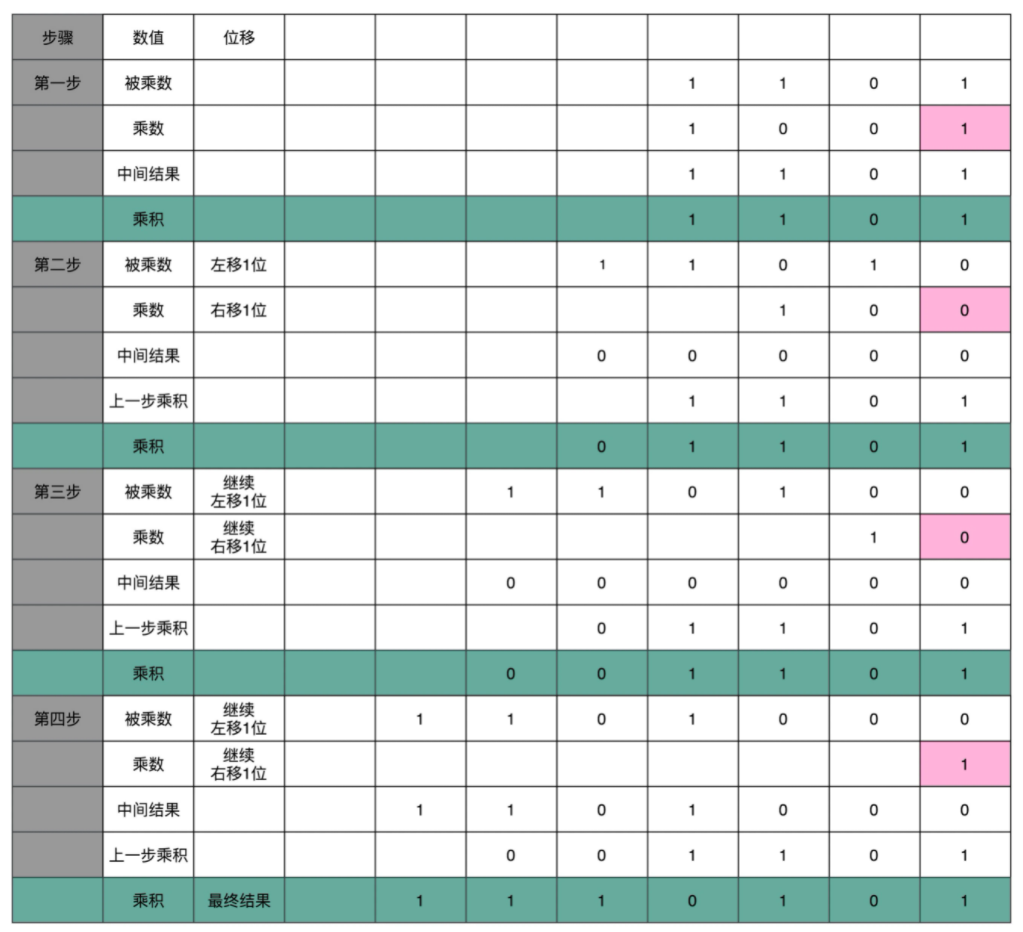 步骤 数值 位移
第一步 被乘数 1 1 0 1
乘数 1 0 0 1
中间结果 1 1 0 1
乘积 1 1 0 1
第二步 被乘数 左移1位 1 1 0 1 0
乘数 右移1位 1 0 0
中间结果 0 0 0 0 0
上一步乘积 1 1 0 1
乘积 0 1 1 0 1
第三步 被乘数 继续
左移1位 1 1 0 1 0 0
乘数 继续
右移1位 1 0
中间结果 0 0 0 0 0 0
上一步乘积 0 1 1 0 1
乘积 0 0 1 1 0 1
第四步 被乘数 继续
左移1位 1 1 0 1 0 0 0
乘数 继续
右移1位 1
中间结果 1 1 0 1 0 0 0
上一步乘积 0 0 1 1 0 1
乘积 最终结果 1 1 1 0 1 0 1